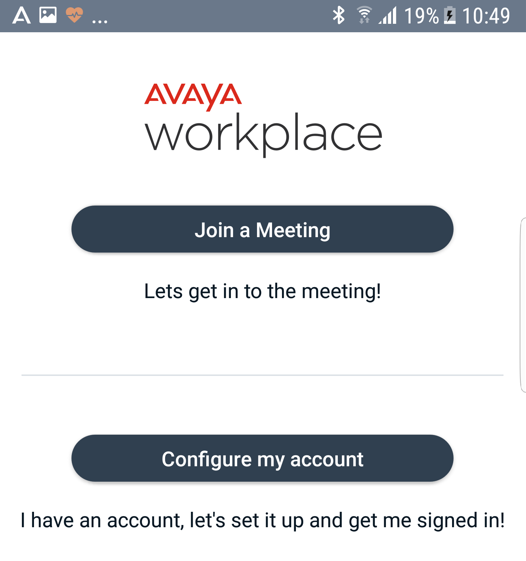 A ... 19% 10:49
AVAYA
workplace
Join a Meeting
Lets get in to the meeting!
Configure my account
I have an account, let's set it up and get me signed in!